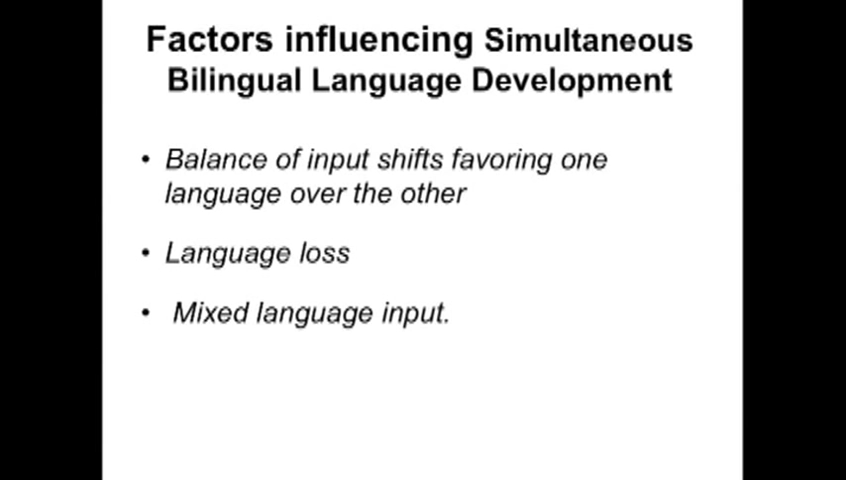 Factors influencing Simultaneous
Bilingual Language Development
• Balance of input shifts favoring one
language over the other
• Language loss
• Mixed language input.